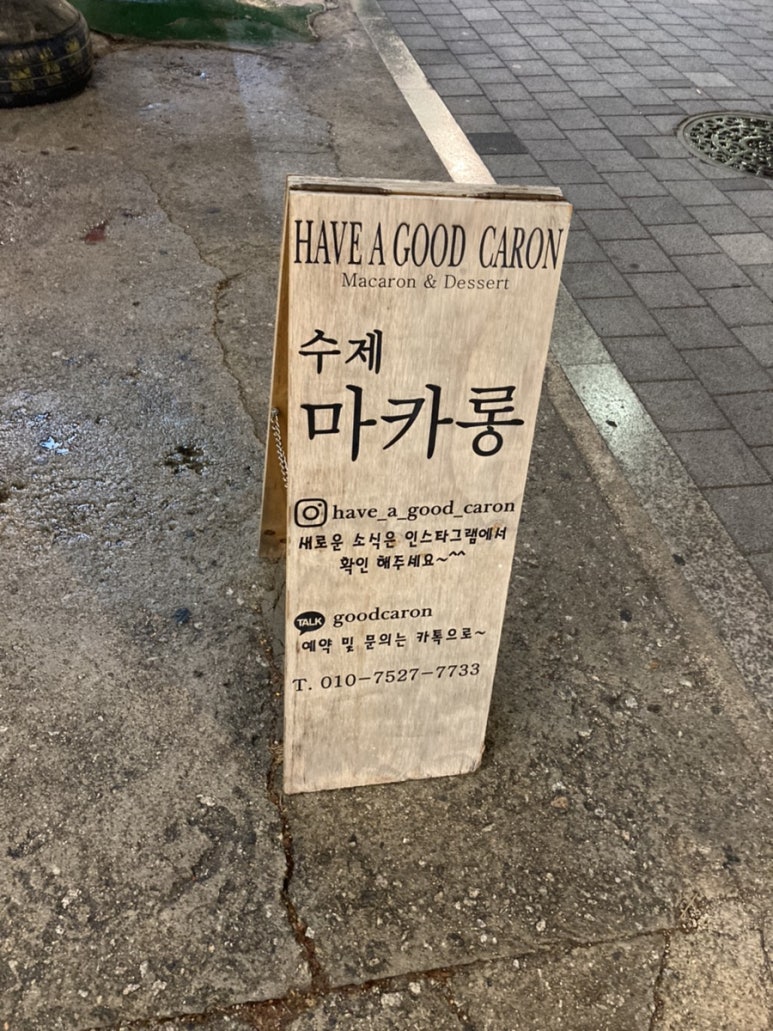 HAVE A GOOD CARON
Macaron & Dessert
수제
마카롱
have_a_good_caron
새로운 소식은 인스타그램에서
확인 해주세요~^^
TALK goodcaron
예약 및 문의는 카톡으로~
T. 010-7527-7733